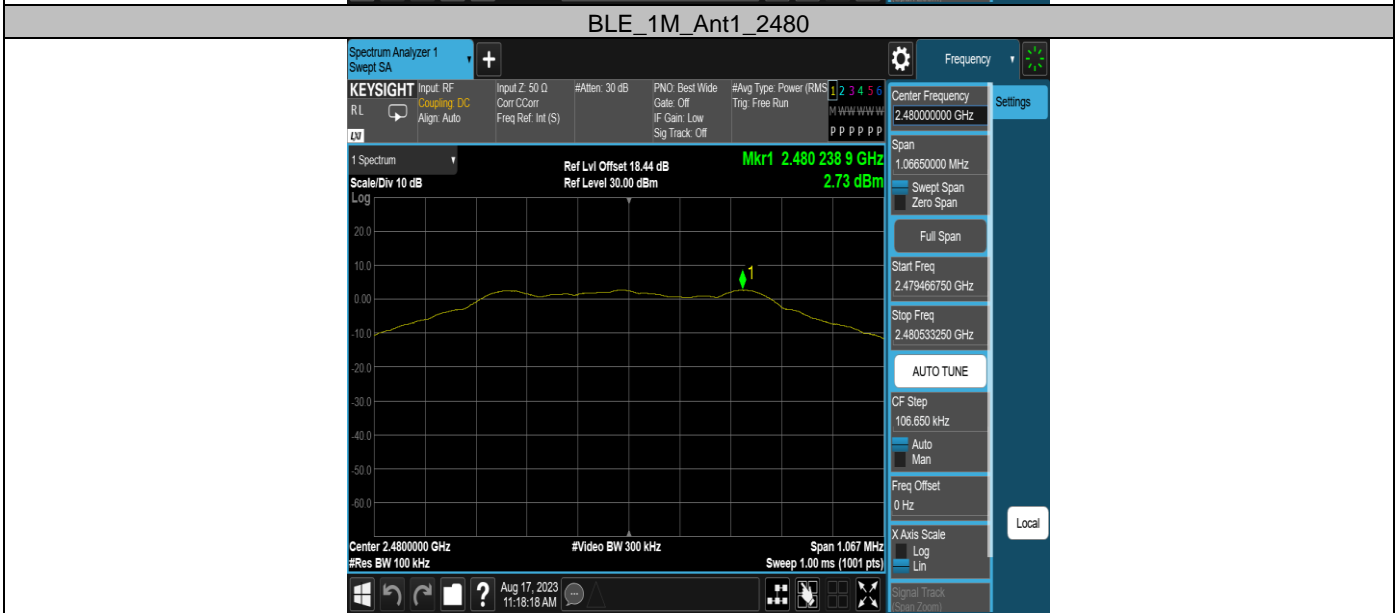 BLE_1M_Ant1_2480
Spectrum Analyzer 1
Swept SA
Frequency
KEYSIGHT
RL
LXI
Input: RF
Coupling: DC
Align: Auto
Input Z: 50 Ω
Corr CCorr
Freq Ref: Int (S)
#Atten: 30 dB
PNO: Best Wide
Gate: Off
IF Gain: Low
Sig Track: Off
#Avg Type: Power (RMS
Trig: Free Run
1 2 3 4 5 6
M W W W W W
P P P P P P
1 Spectrum
Scale/Div 10 dB
Ref Lvl Offset 18.44 dB
Ref Level 30.00 dBm
Mkr1 2.480 238 9 GHz
2.73 dBm
Log
20.0
10.0
0.00
-10.0
-20.0
-30.0
-40.0
-50.0
-60.0
1
Center 2.4800000 GHz
#Res BW 100 kHz
#Video BW 300 kHz
Span 1.067 MHz
Sweep 1.00 ms (1001 pts)
Center Frequency
2.480000000 GHz
Settings
Span
1.06650000 MHz
Swept Span
Zero Span
Full Span
Start Freq
2.479466750 GHz
Stop Freq
2.480533250 GHz
AUTO TUNE
CF Step
106.650 kHz
Auto
Man
Freq Offset
0 Hz
X Axis Scale
Log
Lin
Local
Signal Track
(Span Zoom)
?
Aug 17, 2023
11:18:18 AM